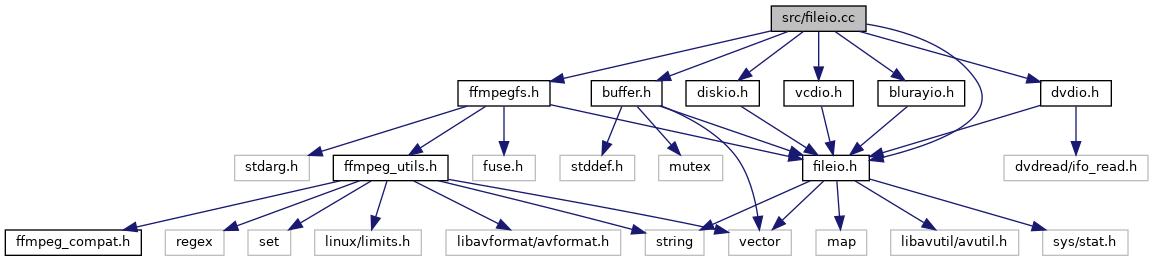 src/fileio.cc
ffmpegfs.h
buffer.h
diskio.h
vcdio.h
blurayio.h
dvdio.h
stdarg.h
ffmpeg_utils.h
fuse.h
stddef.h
mutex
fileio.h
dvdread/ifo_read.h
ffmpeg_compat.h
regex
set
linux/limits.h
libavformat/avformat.h
string
vector
map
libavutil/avutil.h
sys/stat.h